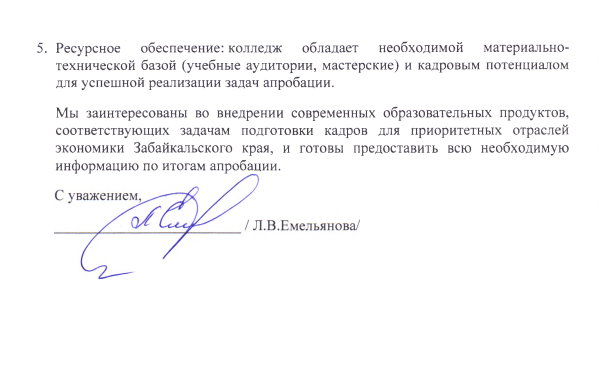 5. Ресурсное обеспечение: колледж обладает необходимой материально-
технической базой (учебные аудитории, мастерские) и кадровым потенциалом
для успешной реализации задач апробации.
Мы заинтересованы во внедрении современных образовательных продуктов,
соответствующих задачам подготовки кадров для приоритетных отраслей
экономики Забайкальского края, и готовы предоставить всю необходимую
информацию по итогам апробации.
С уважением,
/ Л.В.Емельянова/